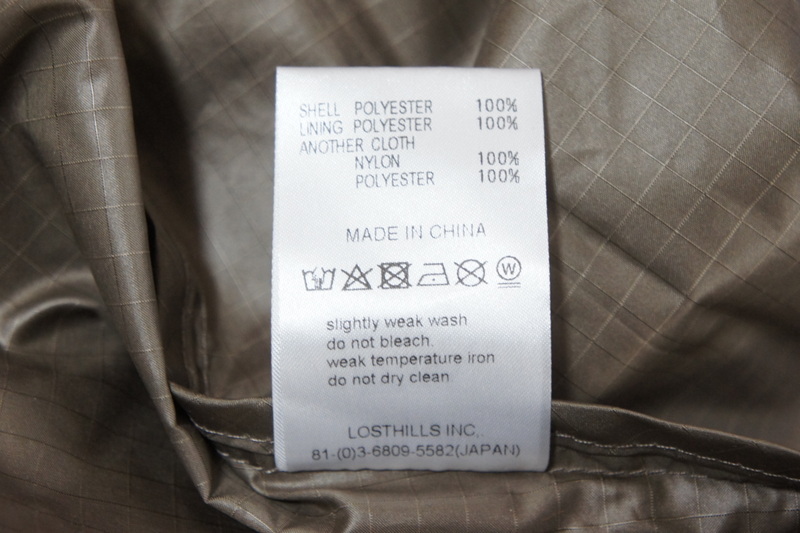 SHELL POLYESTER 100%
LINING POLYESTER 100%
ANOTHER CLOTH
NYLON 100%
POLYESTER 100%
MADE IN CHINA
W
slightly weak wash
do not bleach.
weak temperature iron
do not dry clean
LOSTHILLS INC,.
81-(0)3-6809-5582(JAPAN)